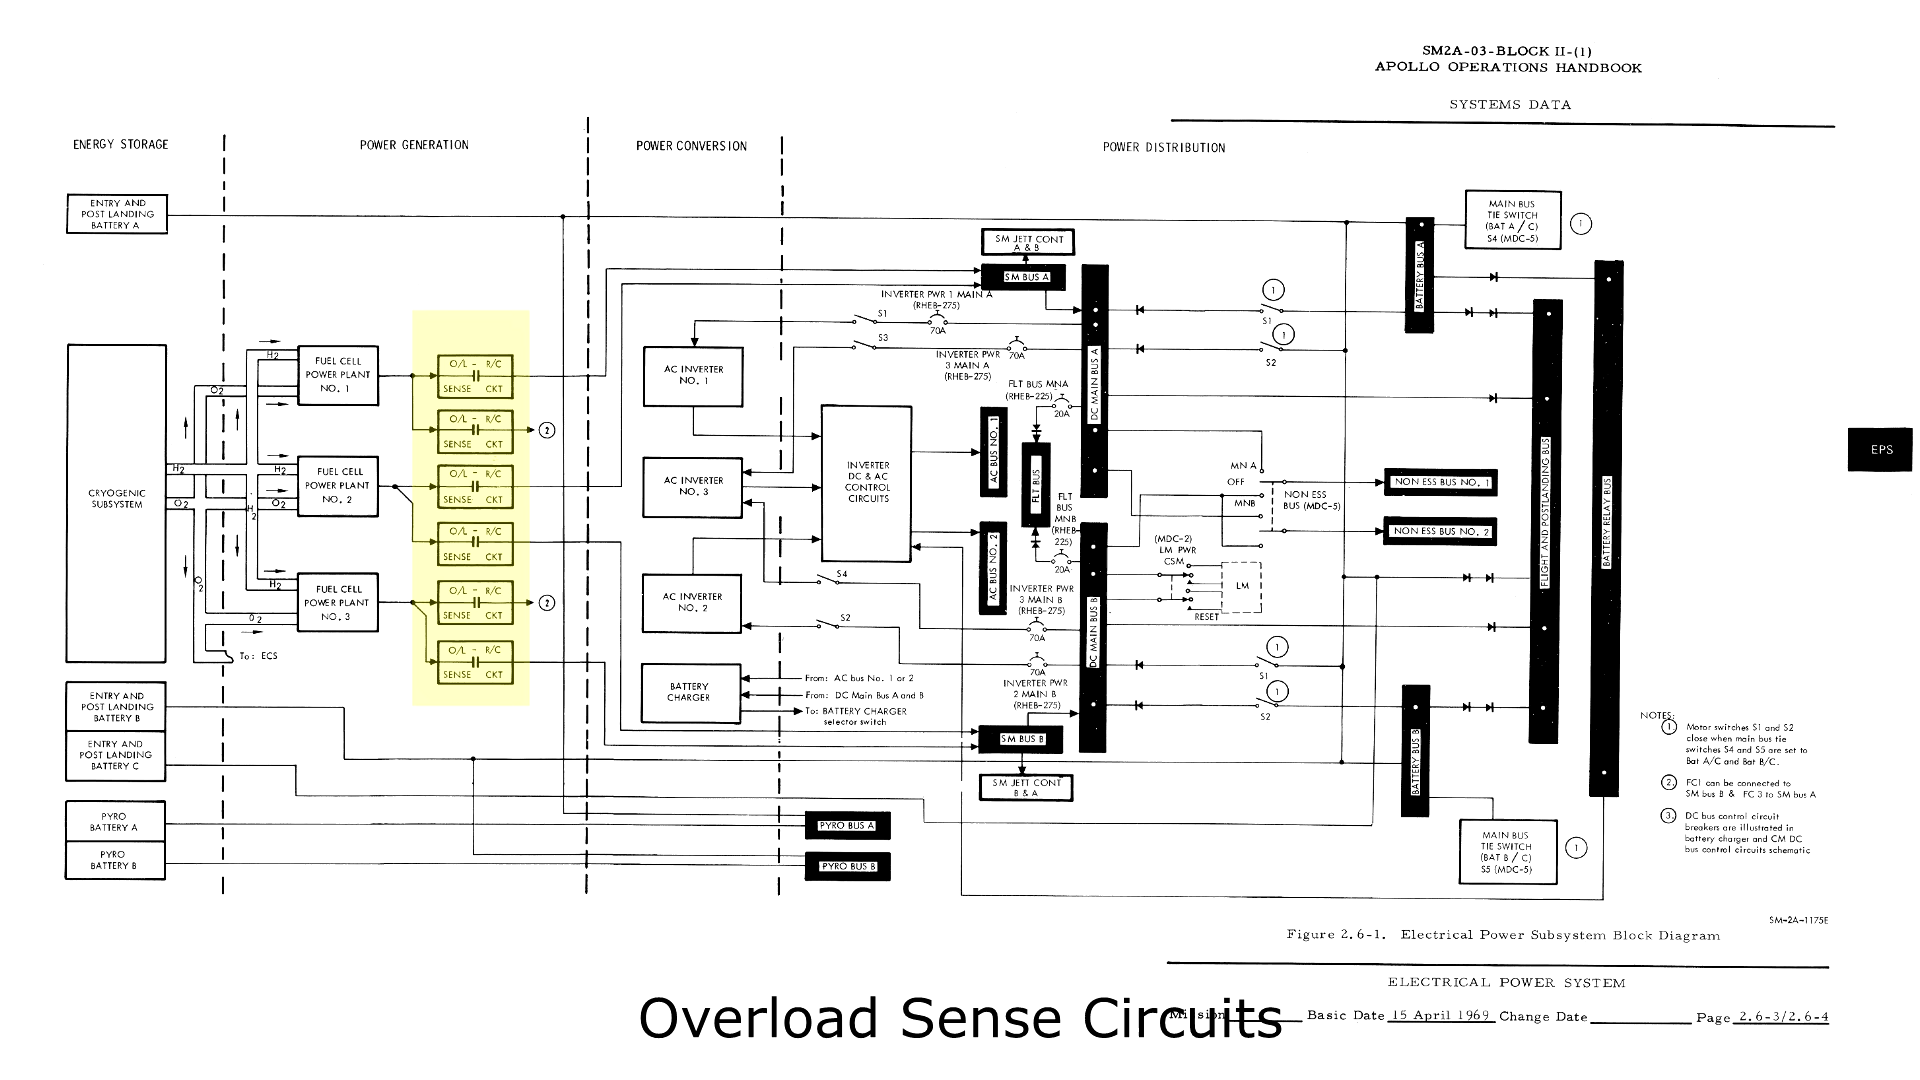 SM2A-03-BLOCK II-(1)
APOLLO OPERATIONS HANDBOOK
SYSTEMS DATA
ENERGY STORAGE
POWER GENERATION
POWER CONVERSION
POWER DISTRIBUTION
ENTRY AND
POST LANDING
BATTERY A
CRYOGENIC
SUBSYSTEM
H2
O2
H2
O2
H2
O2
H2
O2
H
2
O
2
H2
O2
To: ECS
FUEL CELL
POWER PLANT
NO. 1
FUEL CELL
POWER PLANT
NO. 2
FUEL CELL
POWER PLANT
NO. 3
O/L - R/C
SENSE CKT
O/L - R/C
SENSE CKT
2
O/L - R/C
SENSE CKT
O/L - R/C
SENSE CKT
O/L - R/C
SENSE CKT
2
O/L - R/C
SENSE CKT
ENTRY AND
POST LANDING
BATTERY B
ENTRY AND
POST LANDING
BATTERY C
PYRO
BATTERY A
PYRO
BATTERY B
AC INVERTER
NO. 1
AC INVERTER
NO. 3
AC INVERTER
NO. 2
BATTERY
CHARGER
From: AC bus No. 1 or 2
From: DC Main Bus A and B
To: BATTERY CHARGER
selector switch
INVERTER
DC & AC
CONTROL
CIRCUITS
PYRO BUS A
PYRO BUS B
SM JETT CONT
A & B
SM BUS A
INVERTER PWR 1 MAIN A
(RHEB-275)
S1
70A
S3
70A
INVERTER PWR
3 MAIN A
(RHEB-275)
FLT BUS MNA
(RHEB-225)
20A
AC BUS NO. 1
FLT BUS
DC MAIN BUS A
FLT
BUS
MNB
(RHEB-
225)
20A
AC BUS NO. 2
S4
S2
INVERTER PWR
3 MAIN B
(RHEB-275)
70A
70A
INVERTER PWR
2 MAIN B
(RHEB-275)
DC MAIN BUS B
SM BUS B
SM JETT CONT
B & A
1
S1
1
S2
MN A
OFF
MNB
NON ESS
BUS (MDC-5)
(MDC-2)
LM PWR
CSM
LM
RESET
1
S1
1
S2
NON ESS BUS NO. 1
NON ESS BUS NO. 2
BATTERY BUS A
BATTERY BUS B
MAIN BUS
TIE SWITCH
(BAT A / C)
S4 (MDC-5)
1
FLIGHT AND POSTLANDING BUS
BATTERY RELAY BUS
MAIN BUS
TIE SWITCH
(BAT B / C)
S5 (MDC-5)
1
EPS
NOTES:
1. Motor switches S1 and S2
close when main bus tie
switches S4 and S5 are set to
Bat A/C and Bat B/C.
2. FC1 can be connected to
SM bus B & FC 3 to SM bus A
3. DC bus control circuit
breakers are illustrated in
battery charger and CM DC
bus control circuits schematic
SM-2A-1175E
Figure 2.6-1. Electrical Power Subsystem Block Diagram
ELECTRICAL POWER SYSTEM
Mission Basic Date 15 April 1969 Change Date Page 2.6-3/2.6-4
Overload Sense Circuits